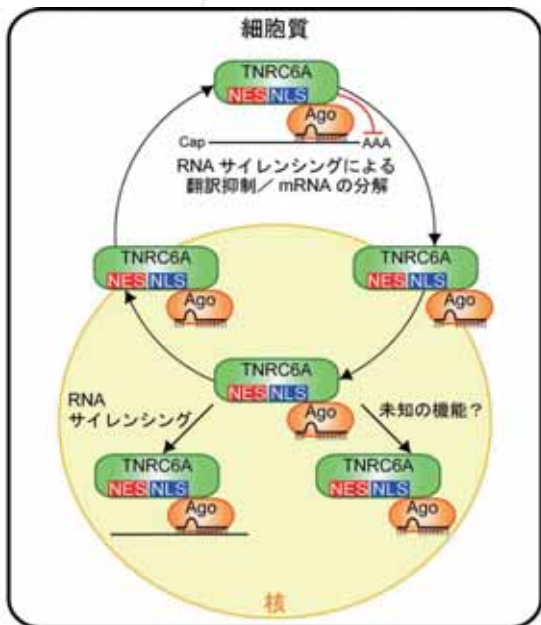 細胞質
TNRC6A
NES NLS
Ago
Cap
AAA
RNA サイレンシングによる
翻訳抑制／ mRNA の分解
TNRC6A
NES NLS
Ago
TNRC6A
NES NLS
Ago
TNRC6A
NES NLS
Ago
RNA
サイレンシング
未知の機能？
TNRC6A
NES NLS
Ago
TNRC6A
NES NLS
Ago
核